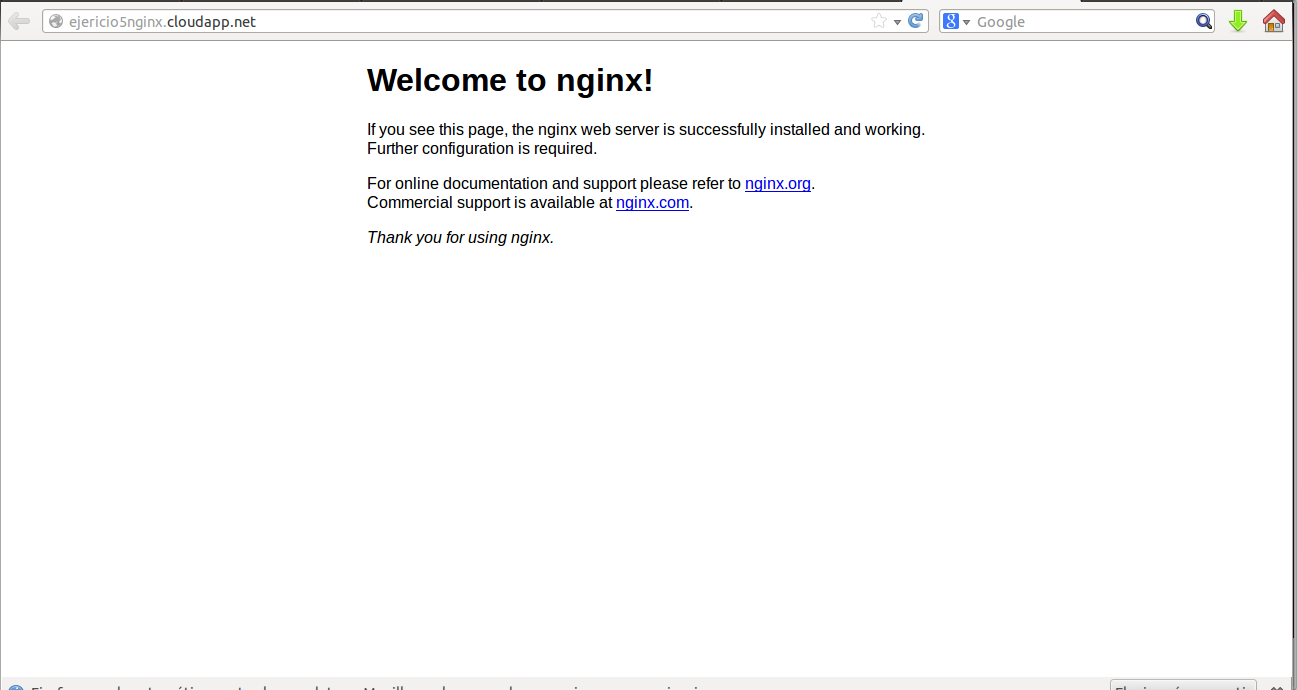 ejericio5nginx.cloudapp.net
8 Google
Welcome to nginx!
If you see this page, the nginx web server is successfully installed and working.
Further configuration is required.
For online documentation and support please refer to nginx.org.
Commercial support is available at nginx.com.
Thank you for using nginx.